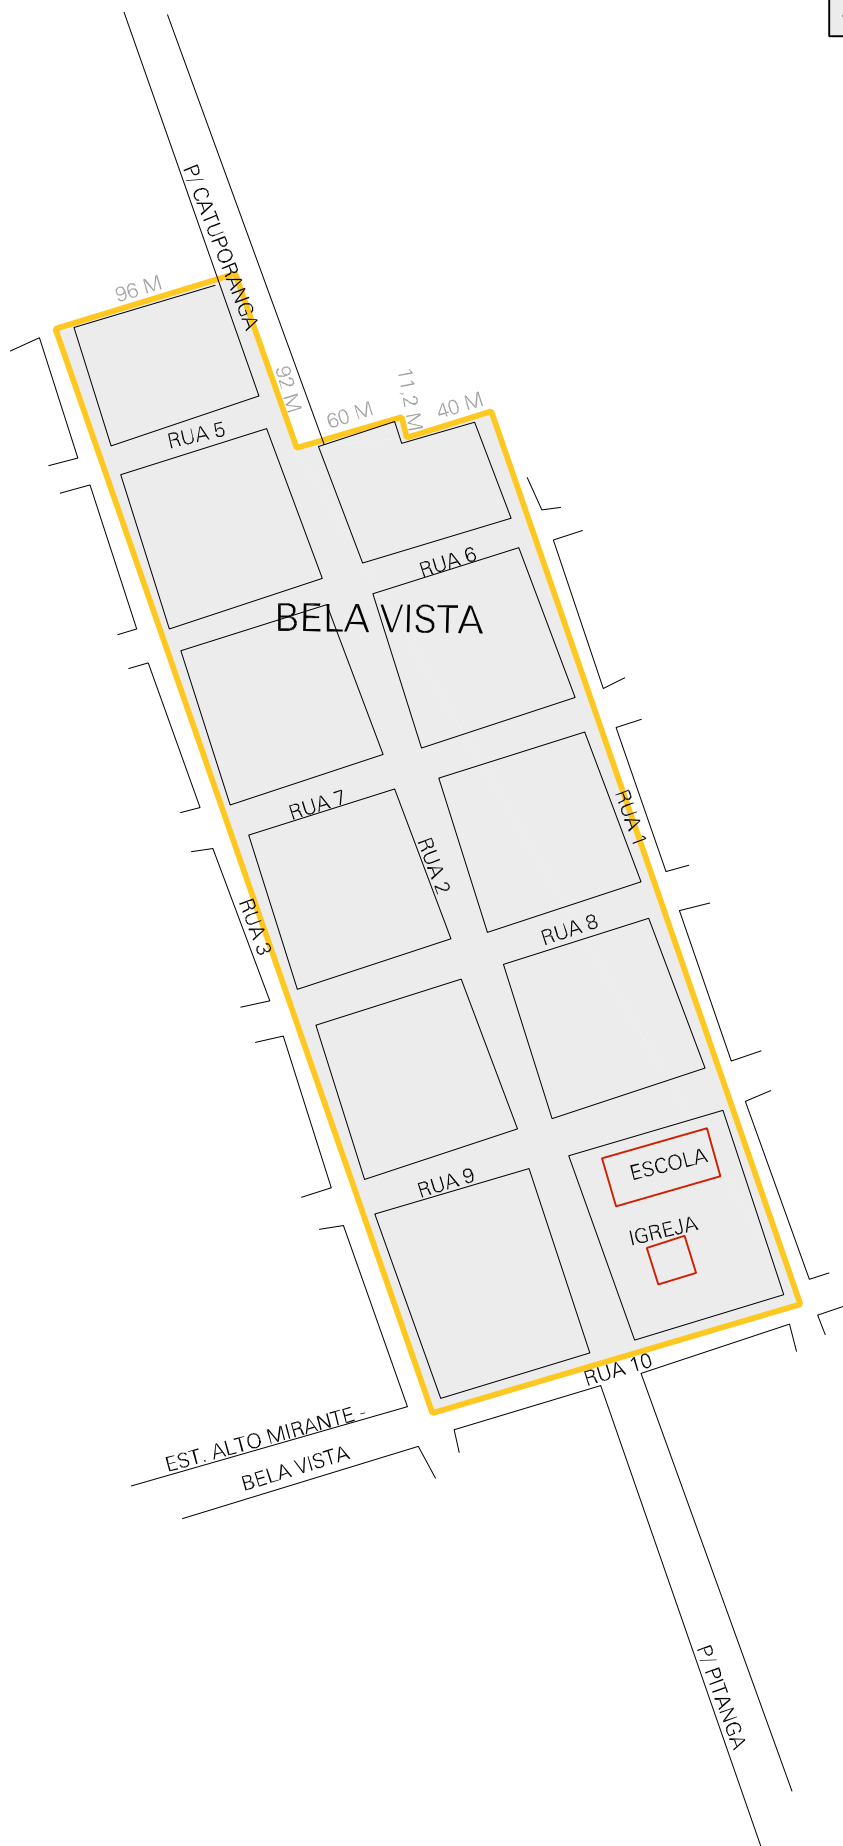 P/ CATUPORANGA
96 M
92 M
60 M
11,2 M
40 M
RUA 5
RUA 6
BELA VISTA
RUA 7
RUA 1
RUA 2
RUA 3
RUA 8
ESCOLA
RUA 9
IGREJA
RUA 10
EST. ALTO MIRANTE -
BELA VISTA
P/ PITANGA